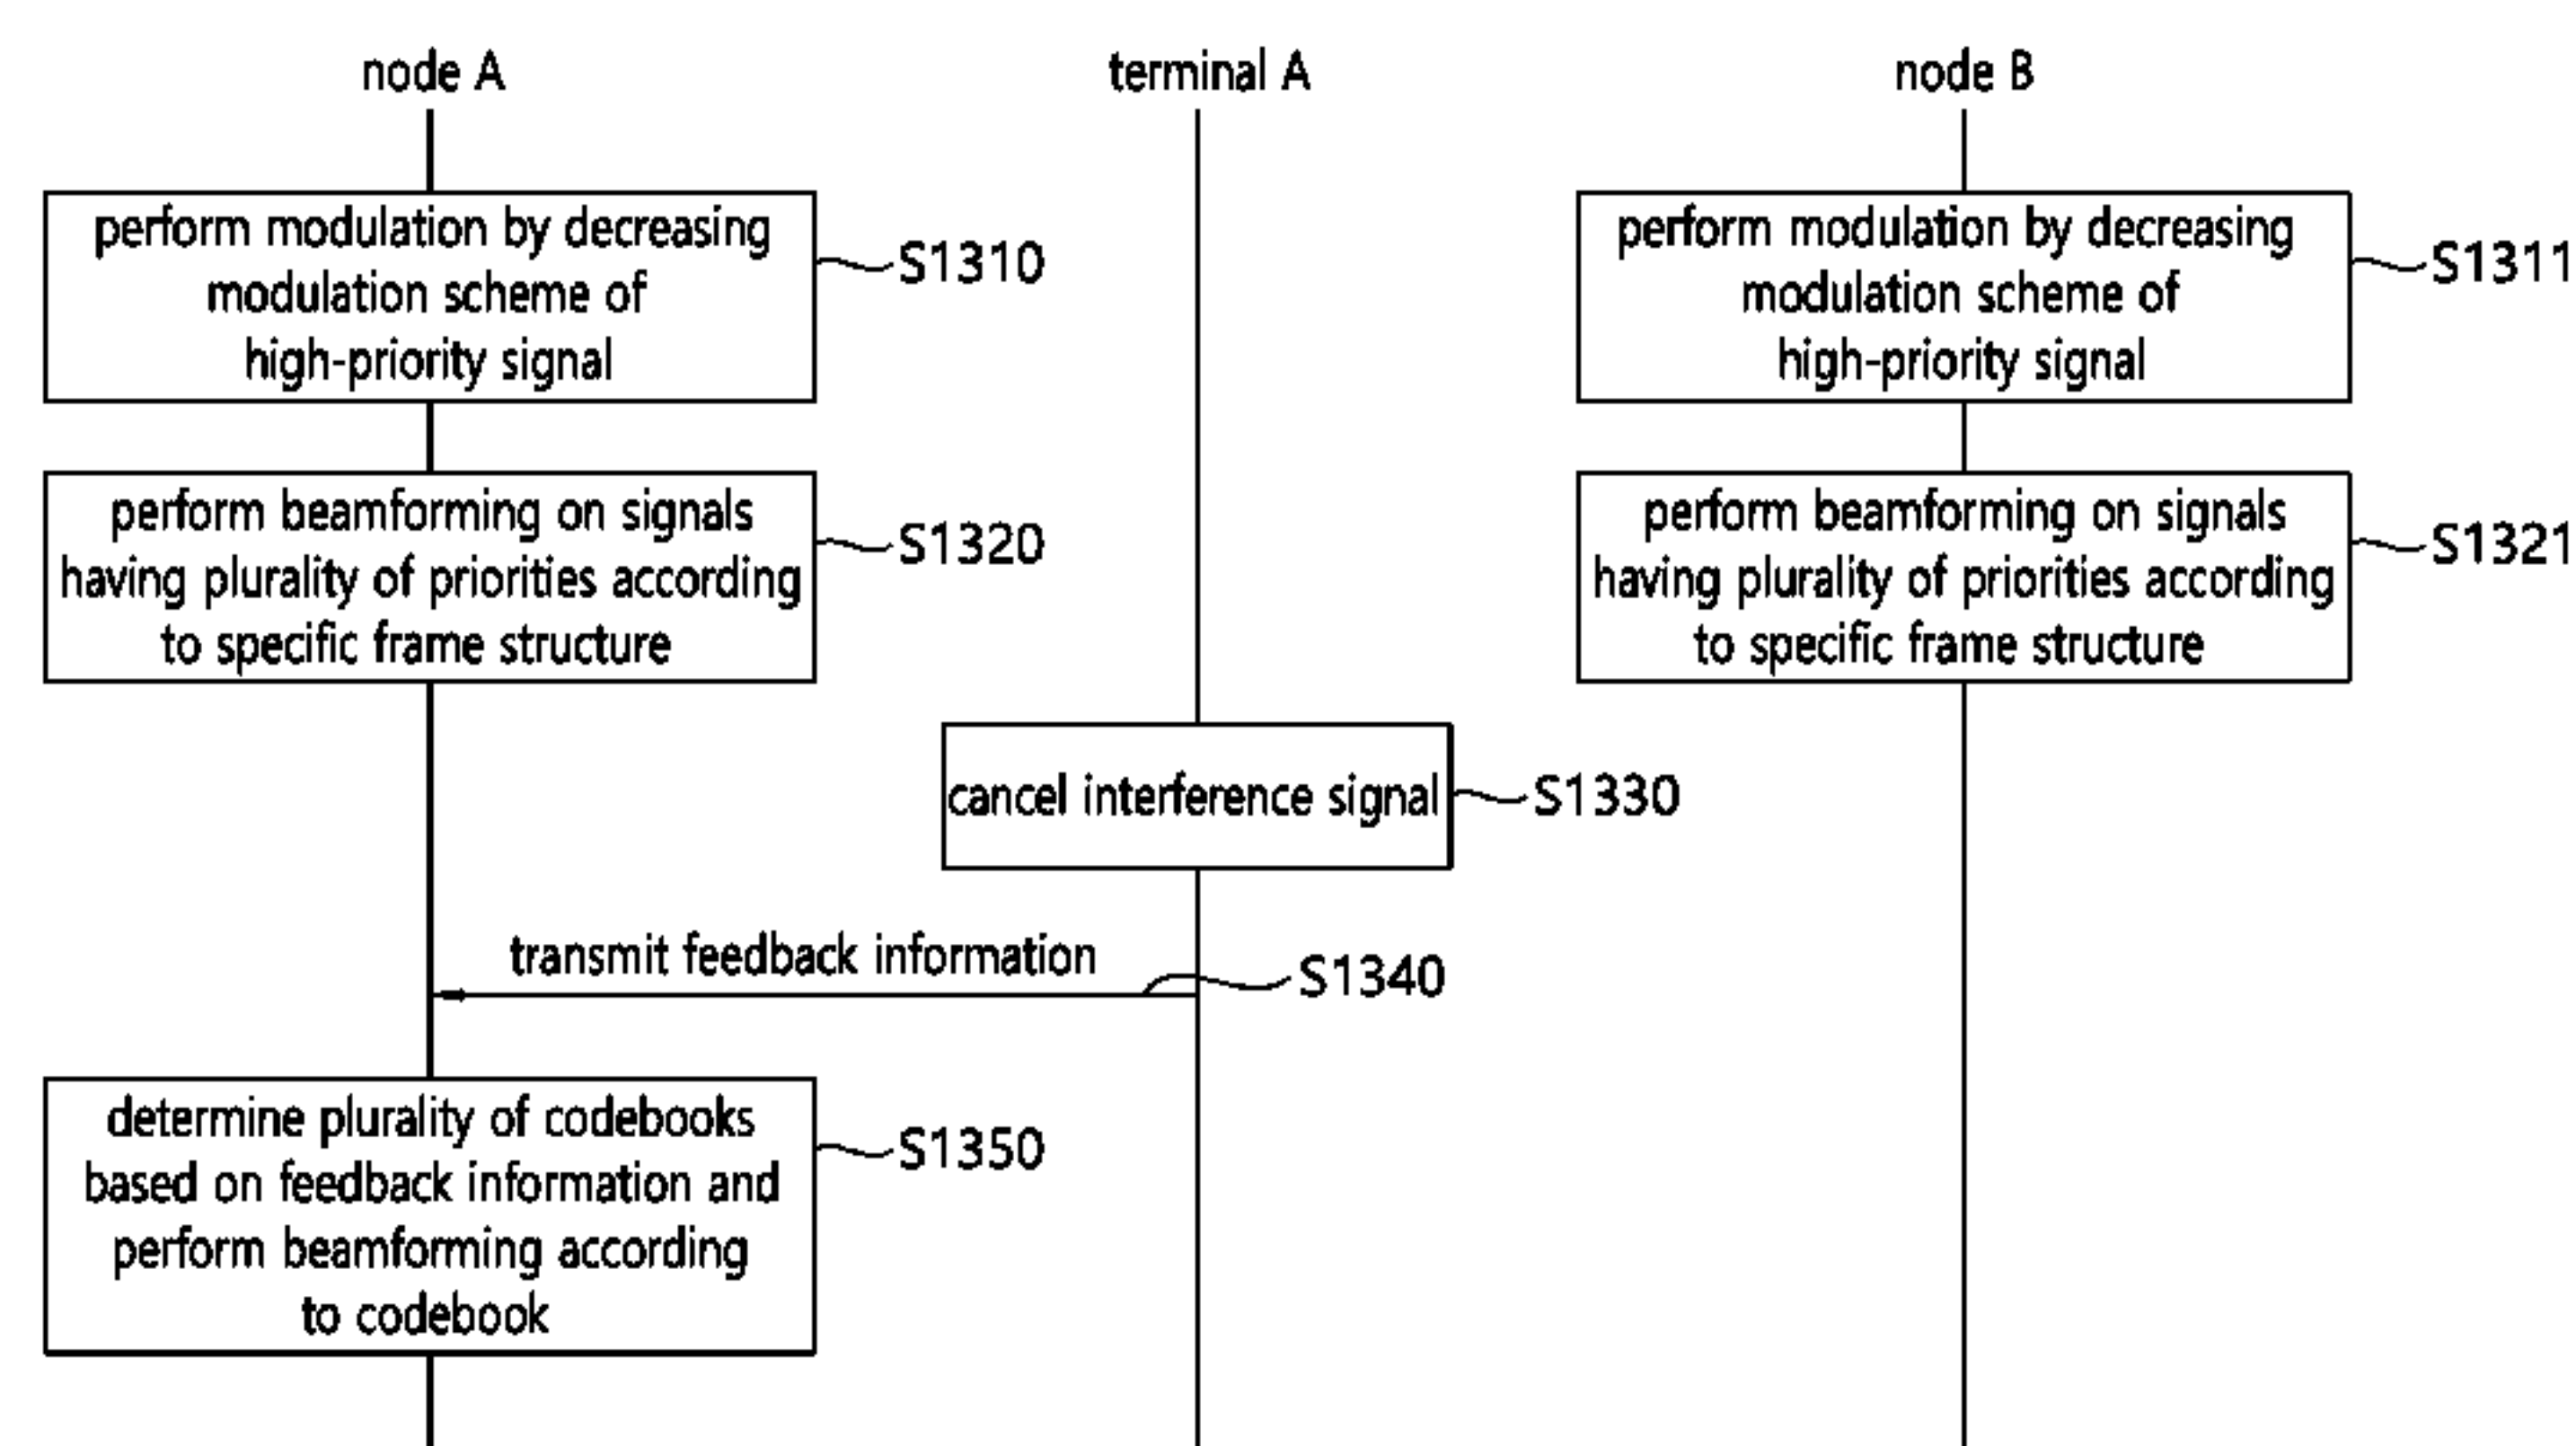 node A
terminal A
node B
perform modulation by decreasing
modulation scheme of
high-priority signal
S1310
perform modulation by decreasing
modulation scheme of
high-priority signal
S1311
perform beamforming on signals
having plurality of priorities according
to specific frame structure
S1320
perform beamforming on signals
having plurality of priorities according
to specific frame structure
S1321
cancel interference signal
S1330
transmit feedback information
S1340
determine plurality of codebooks
based on feedback information and
perform beamforming according
to codebook
S1350